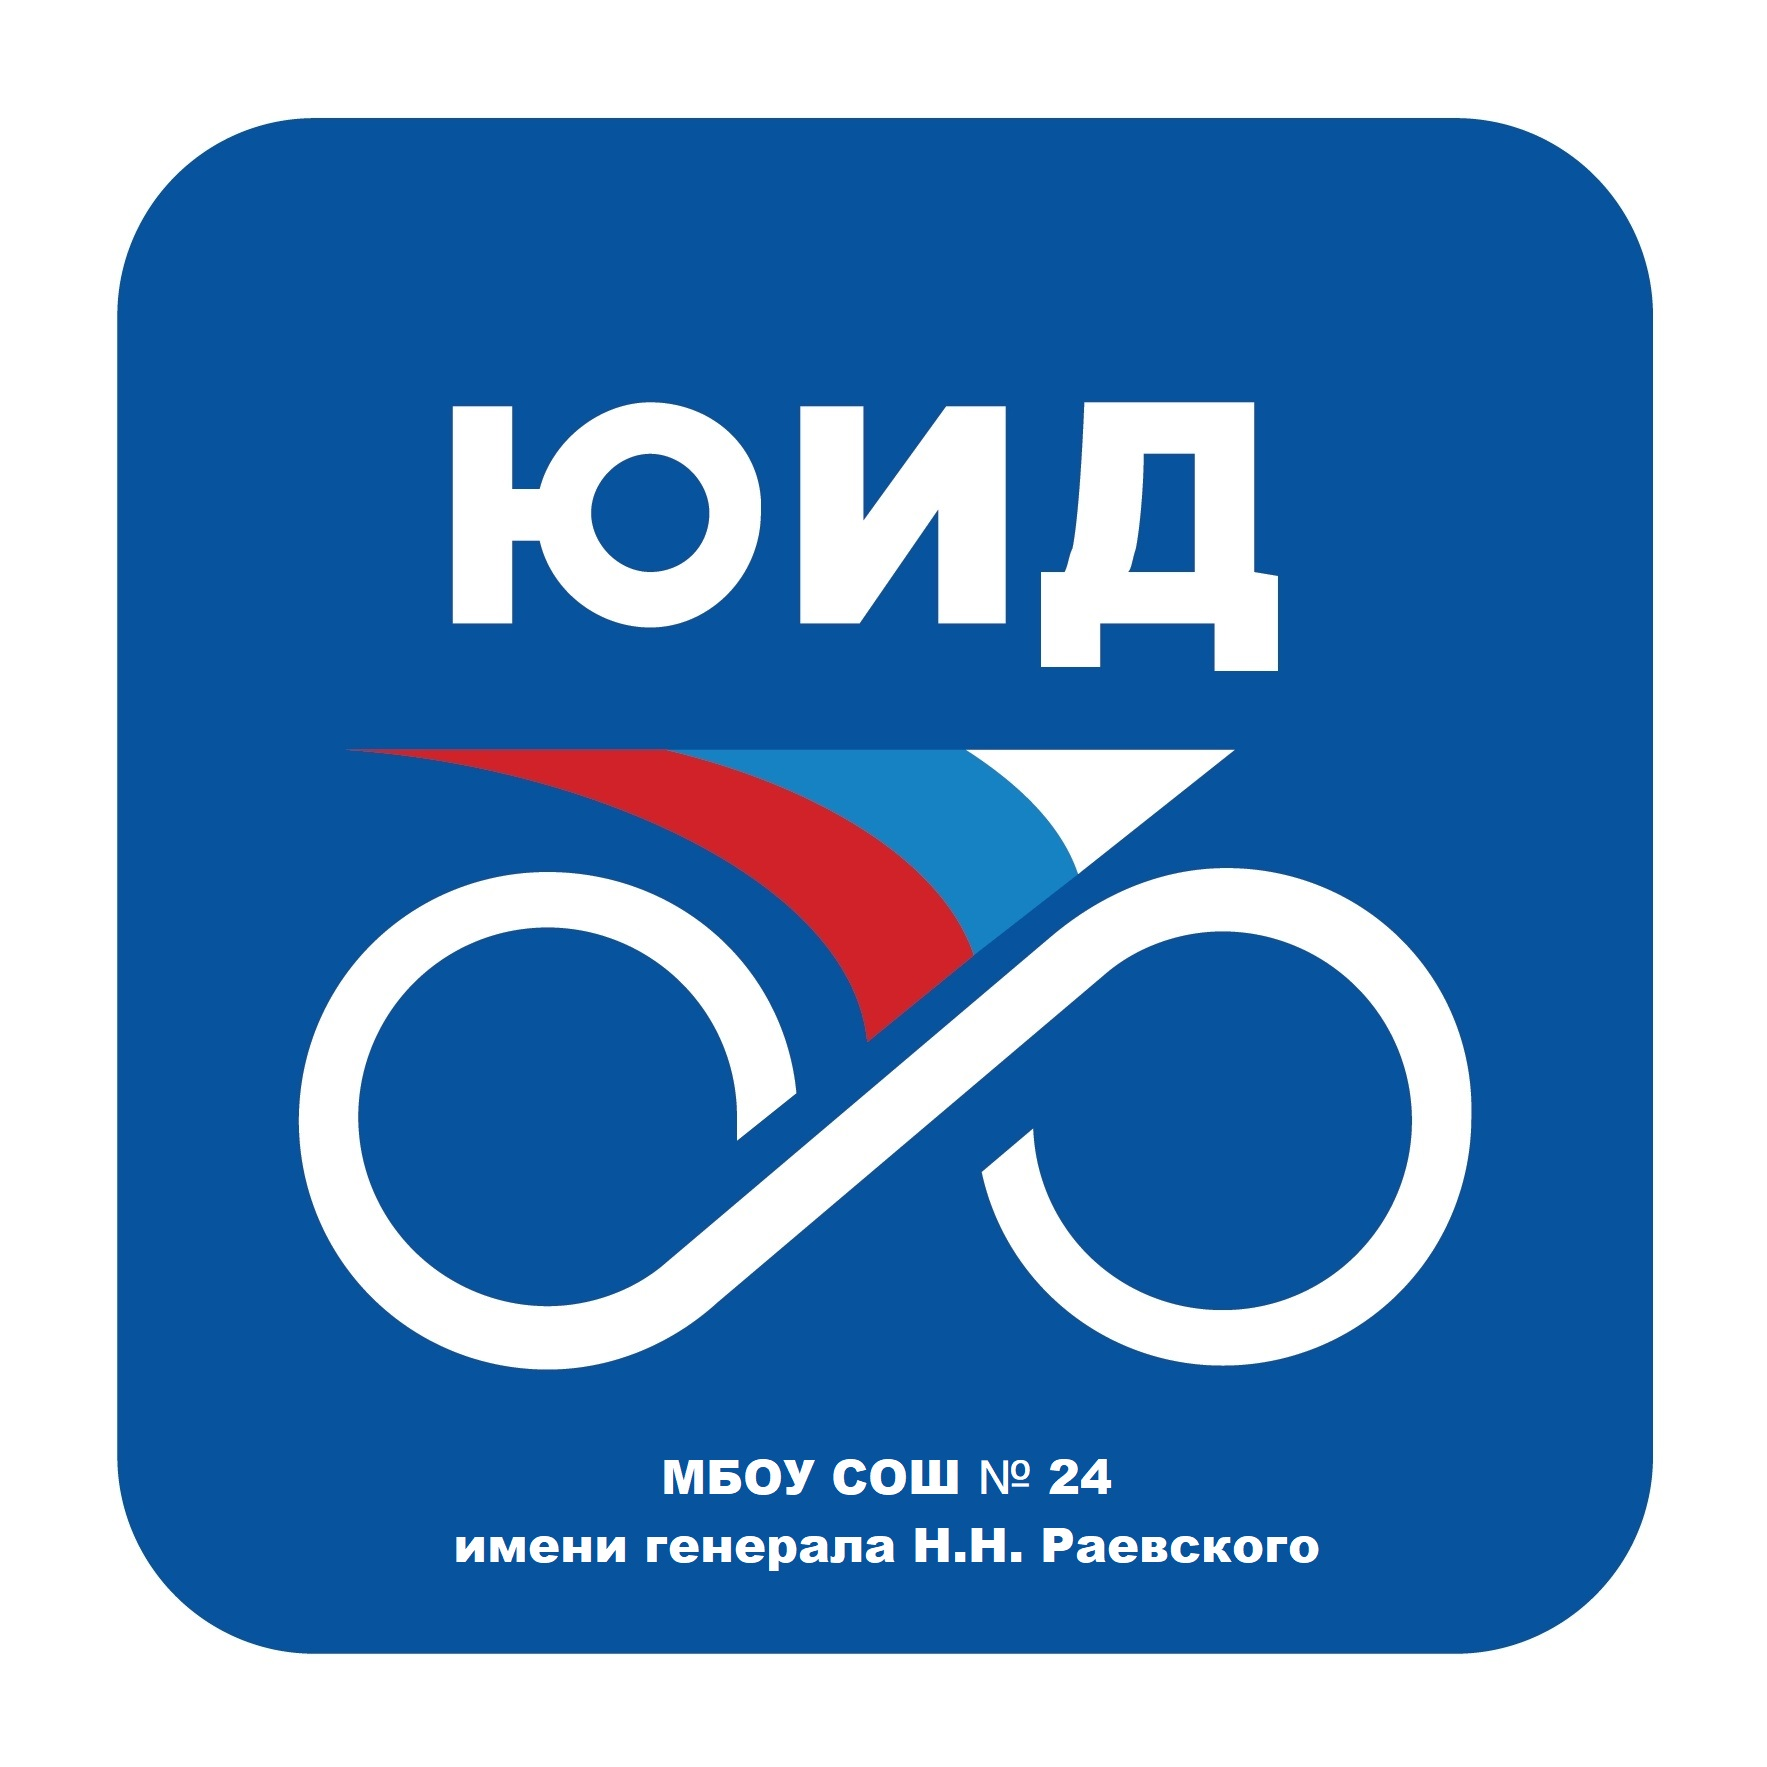 ЮИД
МБОУ СОШ № 24
имени генерала Н.Н. Раевского